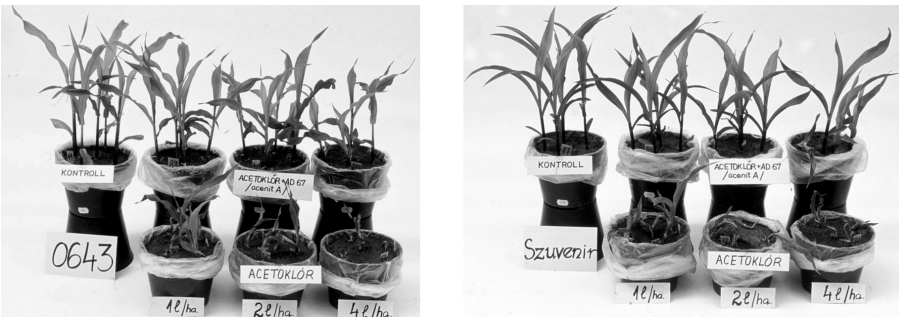 KONTROLL
ACETOKLÓR+AD 67
/acenit A/
0643
ACETOKLÓR
1l/ha.
2l/ha.
4l/ha.
KONTROLL
ACETOKLÓR+AD 67
/acenit A/
Szuvenir
ACETOKLÓR
1l/ha.
2l/ha.
4l/ha.